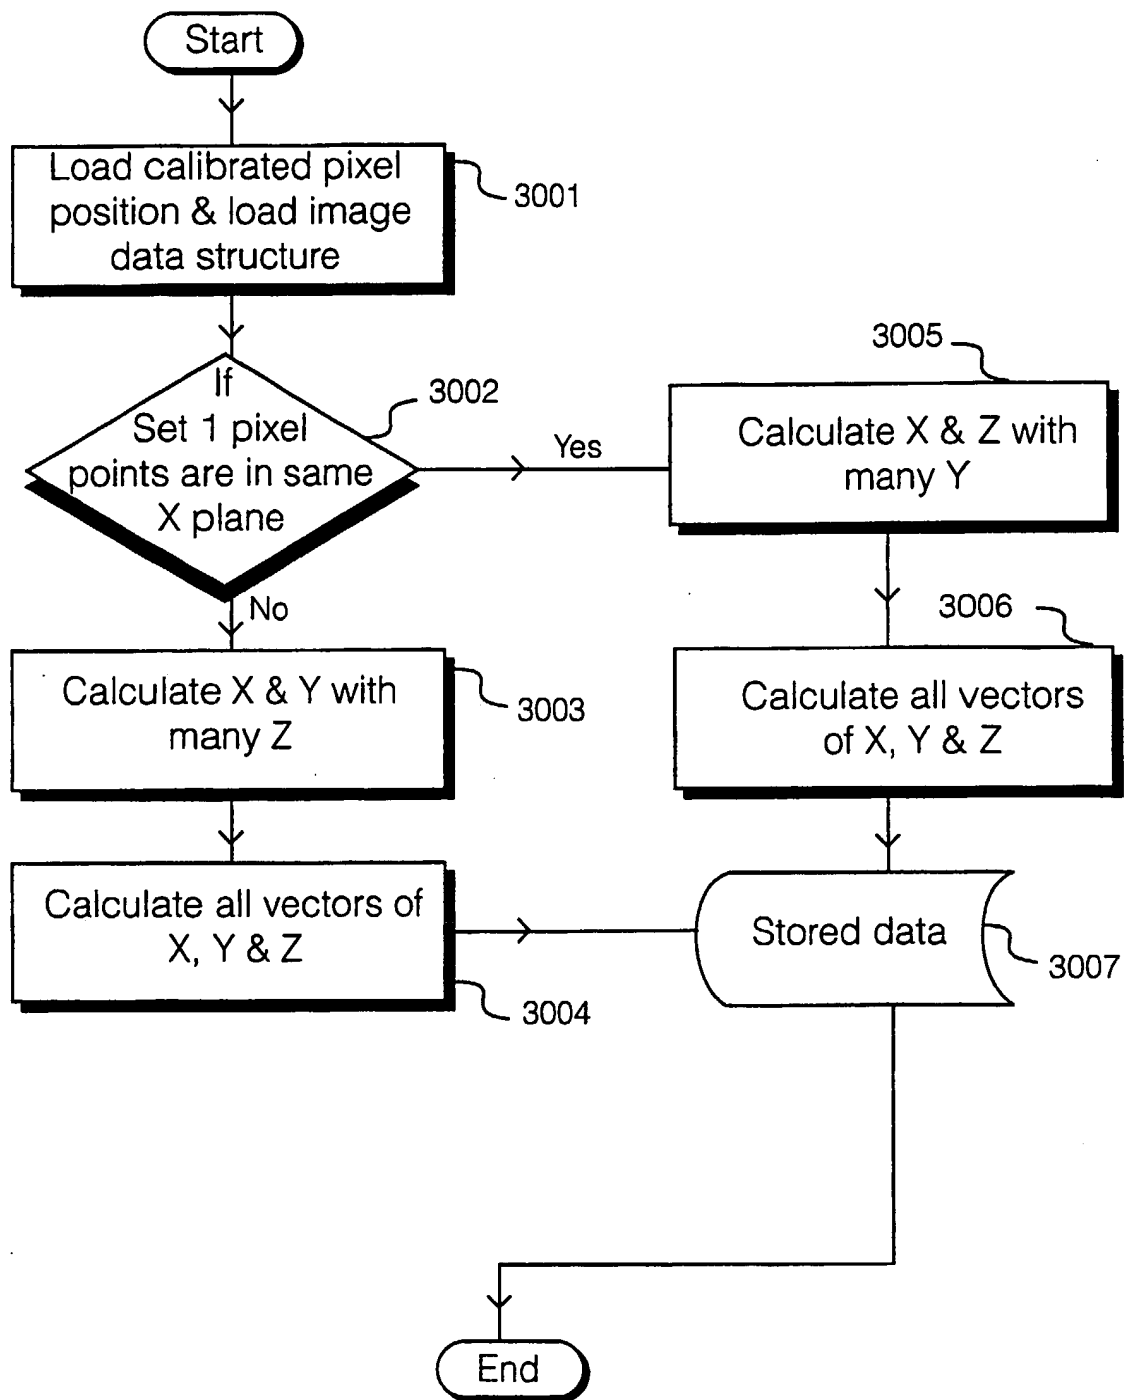 Start
Load calibrated pixel
position & load image
data structure
3001
If
Set 1 pixel
points are in same
X plane
3002
Yes
3005
Calculate X & Z with
many Y
No
3006
Calculate X & Y with
many Z
3003
Calculate all vectors
of X, Y & Z
Calculate all vectors of
X, Y & Z
3004
Stored data
3007
End